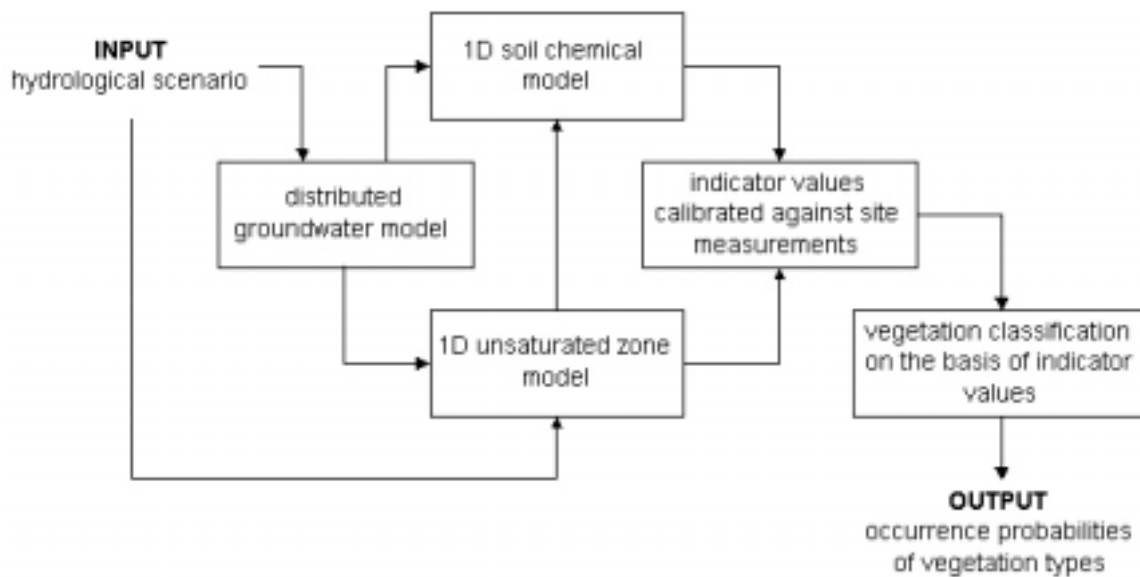 INPUT
hydrological scenario
1D soil chemical
model
distributed
groundwater model
indicator values
calibrated against site
measurements
1D unsaturated zone
model
vegetation classification
on the basis of indicator
values
OUTPUT
occurrence probabilities
of vegetation types